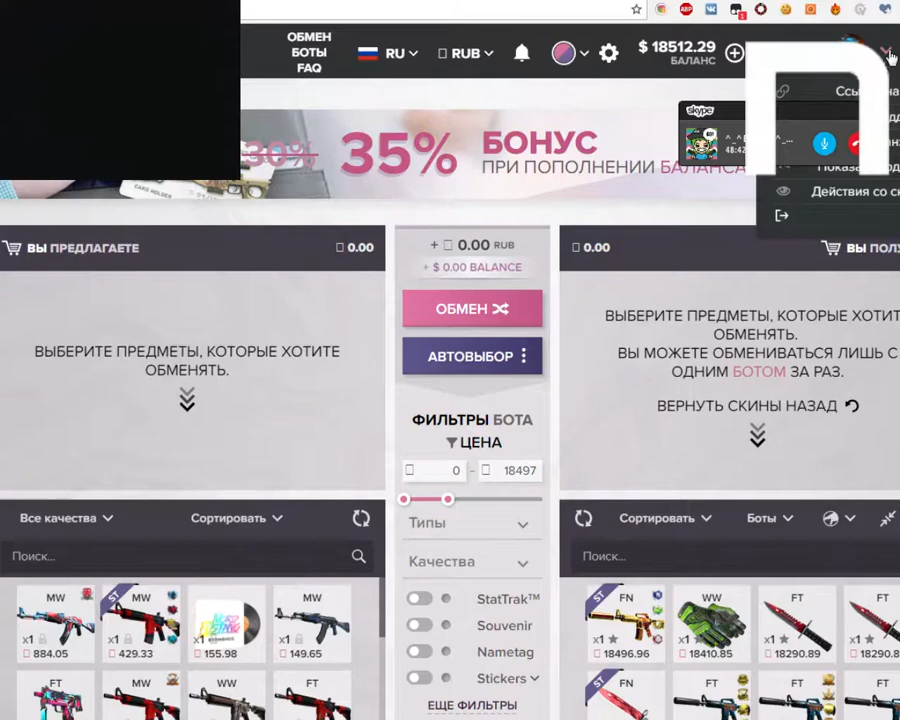 ОБМЕН
БОТЫ
FAQ
RU
RUB
$ 18512.29
БАЛАНС
30%
35%
БОНУС
ПРИ ПОПОЛНЕНИИ БАЛАНСА
skype
48:42
Действия со ск
ВЫ ПРЕДЛАГАЕТЕ
0.00
+ 0.00 RUB
+ $ 0.00 BALANCE
0.00
ВЫ ПОЛУ
ОБМЕН
АВТОВЫБОР
ВЫБЕРИТЕ ПРЕДМЕТЫ, КОТОРЫЕ ХОТИТЕ
ОБМЕНЯТЬ.
ВЫБЕРИТЕ ПРЕДМЕТЫ, КОТОРЫЕ ХОТИТ
ОБМЕНЯТЬ.
ВЫ МОЖЕТЕ ОБМЕНИВАТЬСЯ ЛИШЬ С
ОДНИМ БОТОМ ЗА РАЗ.
ВЕРНУТЬ СКИНЫ НАЗАД
ФИЛЬТРЫ БОТА
ЦЕНА
0 - 18497
Типы
Качества
StatTrak™
Souvenir
Nametag
Stickers
ЕЩЕ ФИЛЬТРЫ
Все качества
Сортировать
Поиск...
MW
x1
884.05
ST
MW
x1
429.33
x1
155.98
MW
x1
149.65
MW
WW
FT
Сортировать
Боты
Поиск...
ST
FN
x1
18496.96
WW
x1
18410.85
FT
x1
18290.89
FT
x1
18290.8
ST
FT
FT
FT